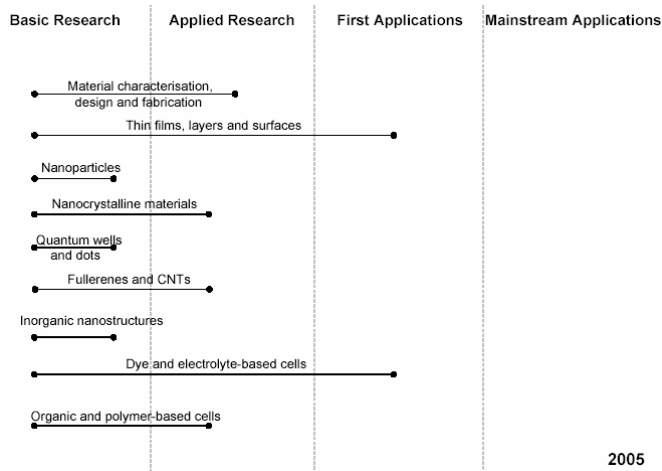 Basic Research
Applied Research
First Applications
Mainstream Applications
Material characterisation,
design and fabrication
Thin films, layers and surfaces
Nanoparticles
Nanocrystalline materials
Quantum wells
and dots
Fullerenes and CNTs
Inorganic nanostructures
Dye and electrolyte-based cells
Organic and polymer-based cells
2005